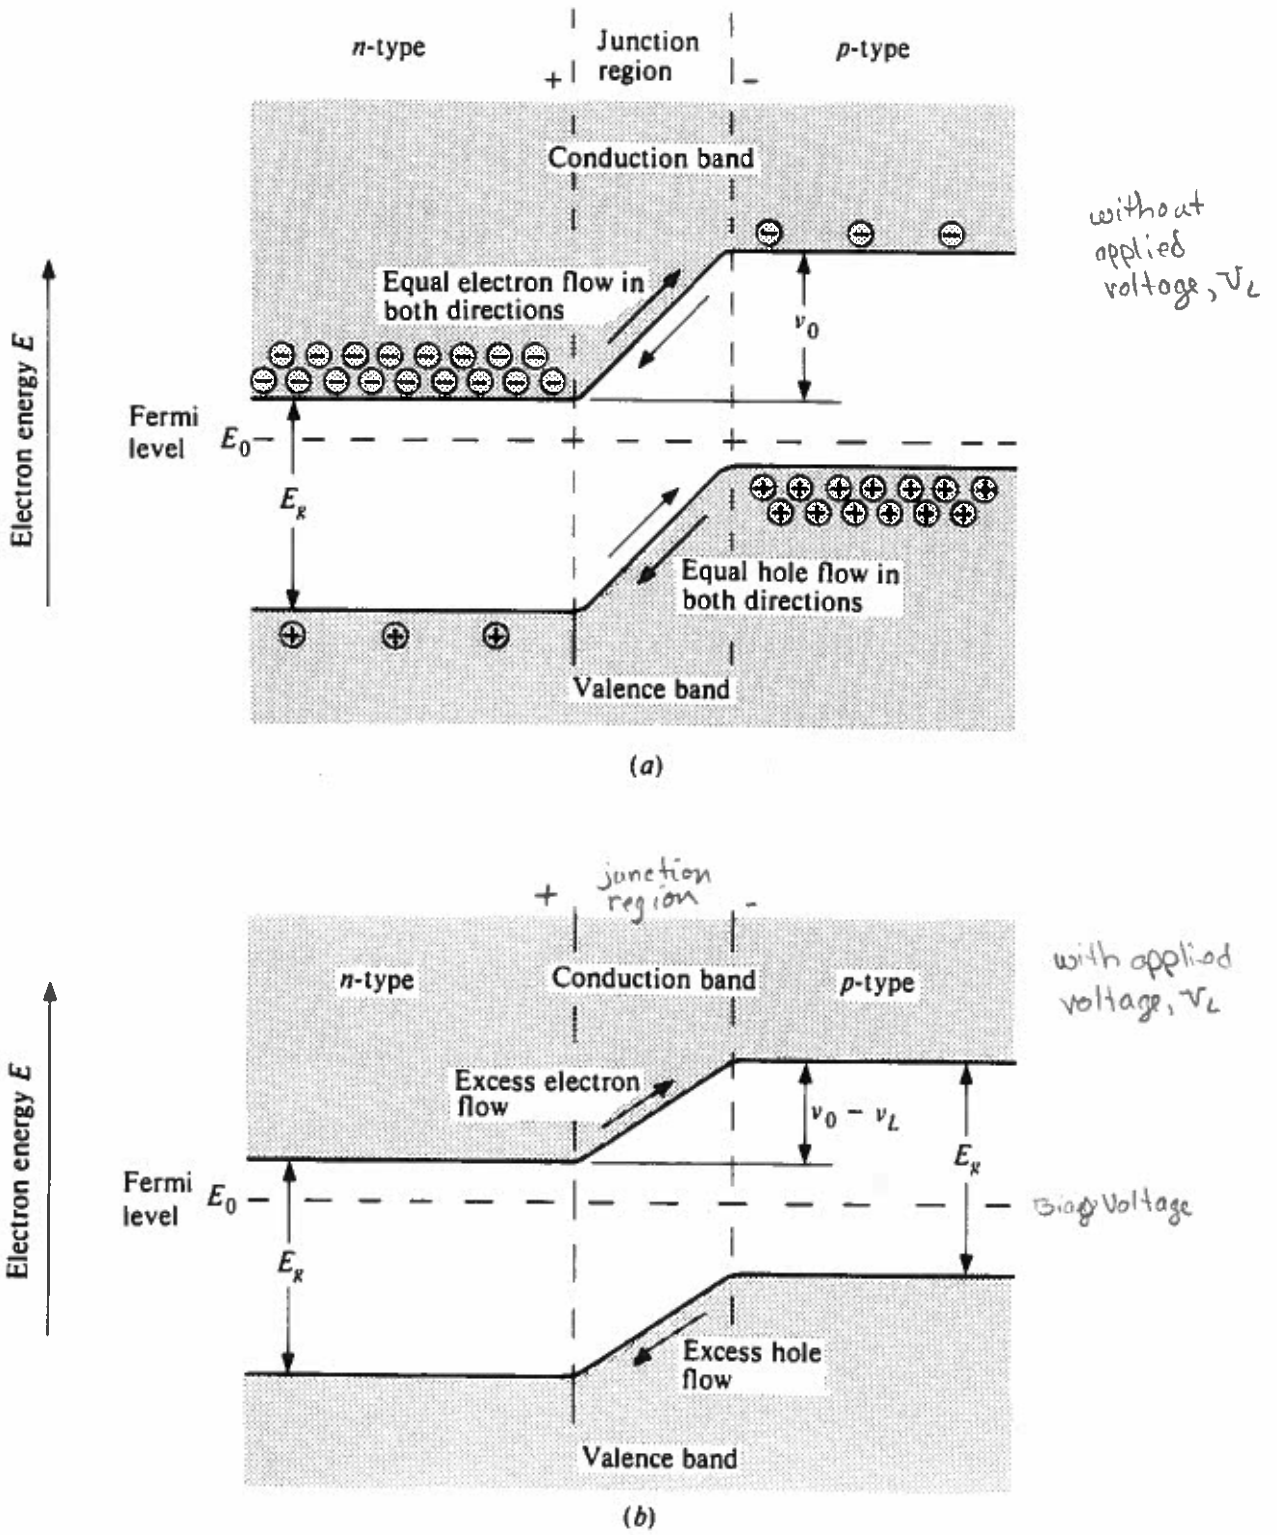 n-type
Junction
region
p-type
+
-
Conduction band
without
applied
voltage, VL
Equal electron flow in
both directions
v0
Electron energy E
Fermi
level
E0
Eg
Equal hole flow in
both directions
Valence band
(a)
+
junction
region
-
n-type
Conduction band
p-type
with applied
voltage, VL
Excess electron
flow
v0 - vL
Eg
Electron energy E
Fermi
level
E0
Voltage
Eg
Excess hole
flow
Valence band
(b)